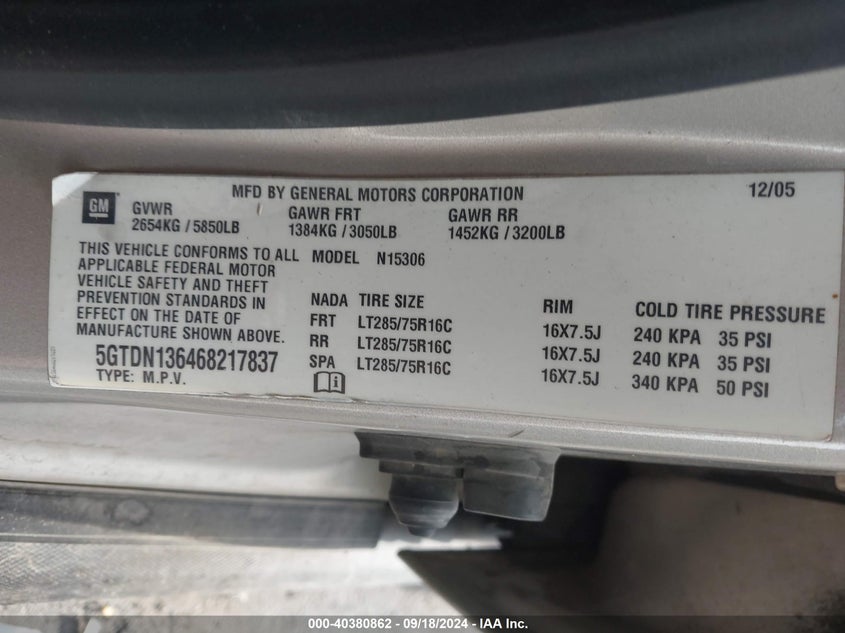 MFD BY GENERAL MOTORS CORPORATION 12/05
GM
GVWR GAWR FRT GAWR RR
2654KG / 5850LB 1384KG / 3050LB 1452KG / 3200LB
THIS VEHICLE CONFORMS TO ALL
APPLICABLE FEDERAL MOTOR
VEHICLE SAFETY AND THEFT
PREVENTION STANDARDS IN
EFFECT ON THE DATE OF
MANUFACTURE SHOWN ABOVE.
5GTDN136468217837
TYPE: M.P.V.
MODEL N15306
NADA TIRE SIZE RIM COLD TIRE PRESSURE
FRT LT285/75R16C 16X7.5J 240 KPA 35 PSI
RR LT285/75R16C 16X7.5J 240 KPA 35 PSI
SPA LT285/75R16C 16X7.5J 340 KPA 50 PSI
000-40380862 - 09/18/2024 - IAA Inc.